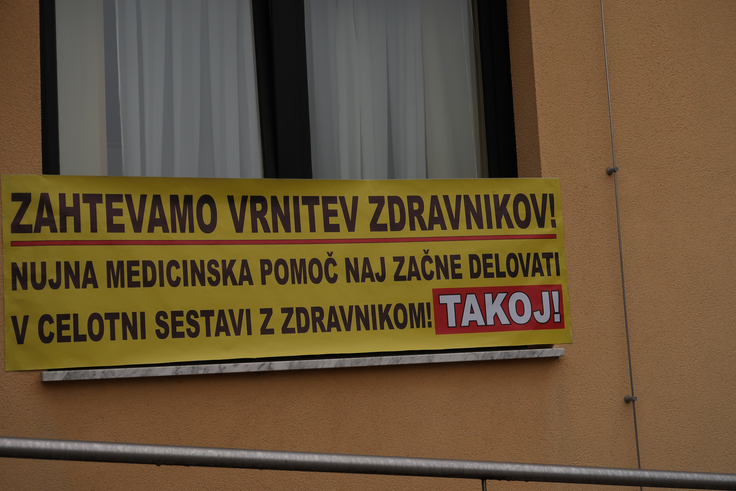 ZAHTEVAMO VRNITEV ZDRAVNIKOV!
NUJNA MEDICINSKA POMOČ NAJ ZAČNE DELOVATI
V CELOTNI SESTAVI Z ZDRAVNIKOM! TAKOJ!